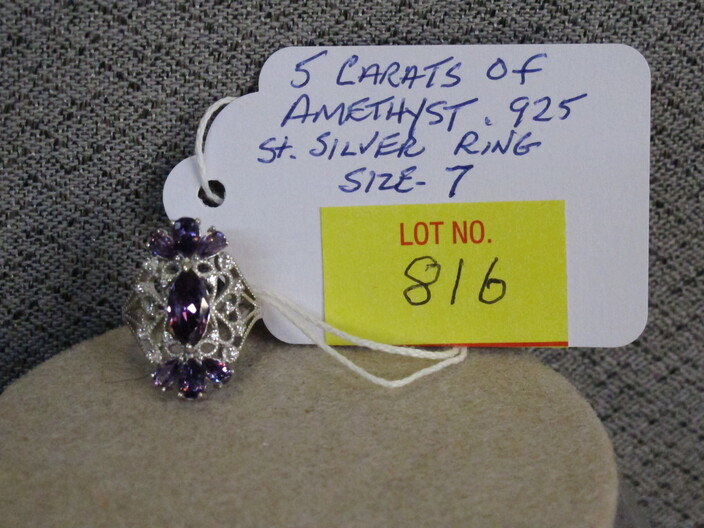 5 CARATS OF
AMETHYST .925
St. SILVER RING
SIZE- 7
LOT NO.
816